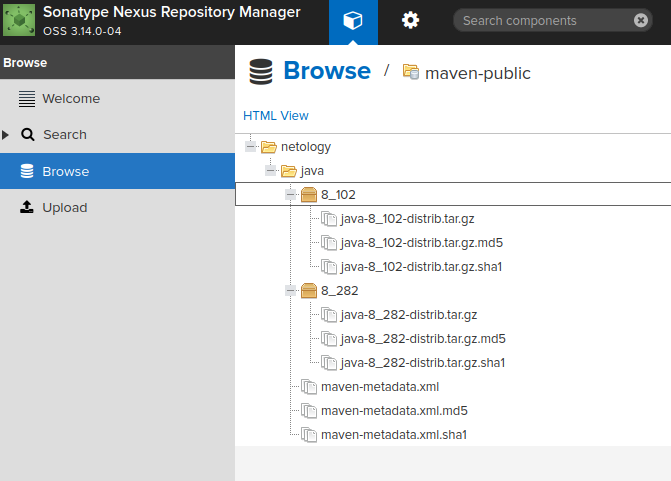 Sonatype Nexus Repository Manager
OSS 3.14.0-04
Search components
Browse
Welcome
Search
Browse
Upload
Browse / maven-public
HTML View
netology
java
8_102
java-8_102-distrib.tar.gz
java-8_102-distrib.tar.gz.md5
java-8_102-distrib.tar.gz.sha1
8_282
java-8_282-distrib.tar.gz
java-8_282-distrib.tar.gz.md5
java-8_282-distrib.tar.gz.sha1
maven-metadata.xml
maven-metadata.xml.md5
maven-metadata.xml.sha1